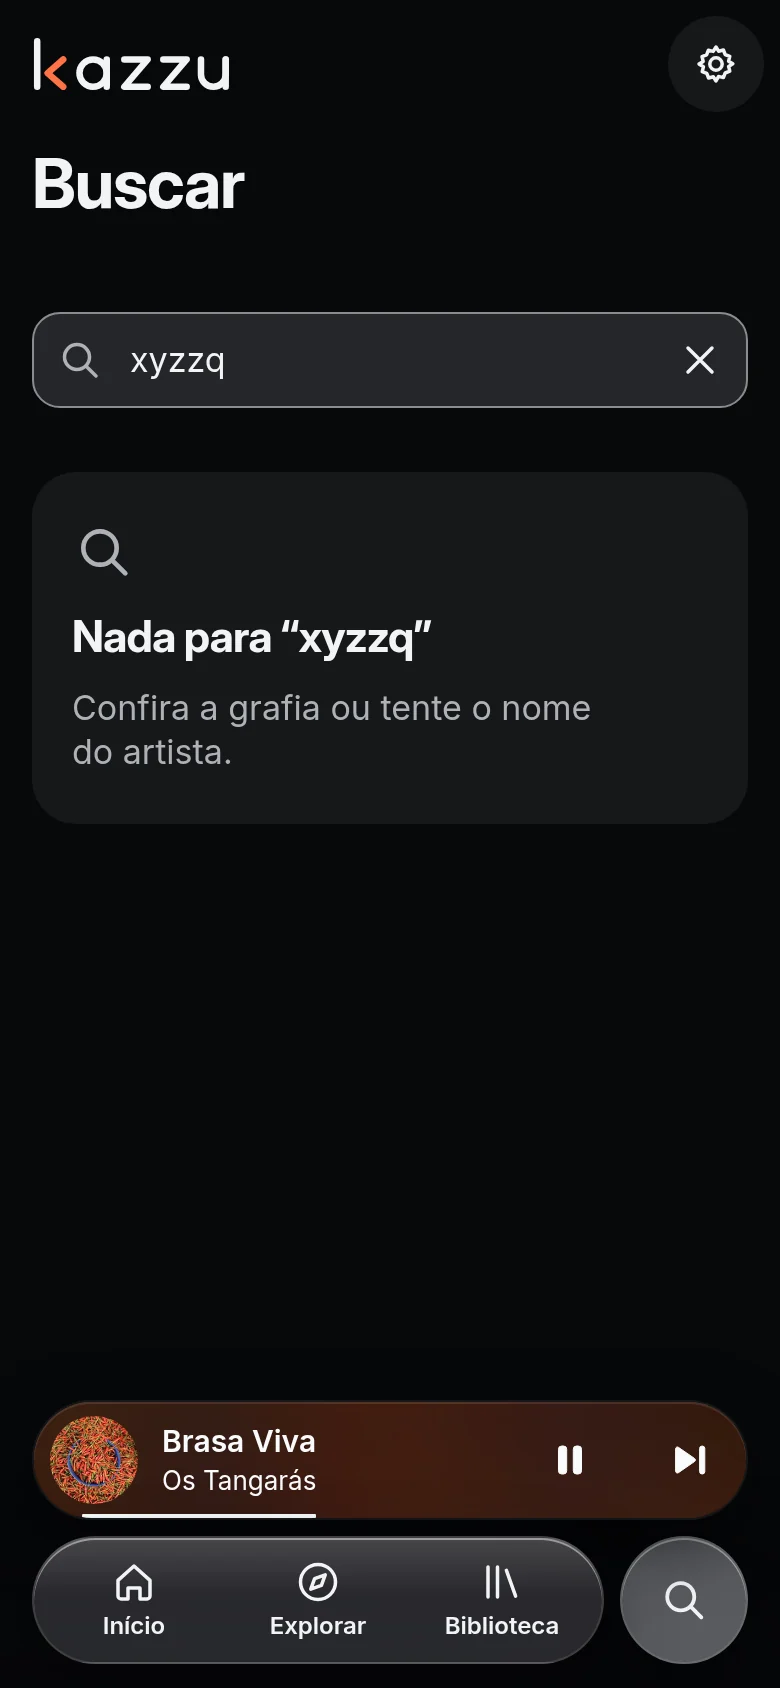 kazzu
Buscar
xyzzq
Nada para “xyzzq”
Confira a grafia ou tente o nome
do artista.
Brasa Viva
Os Tangarás
Início
Explorar
Biblioteca